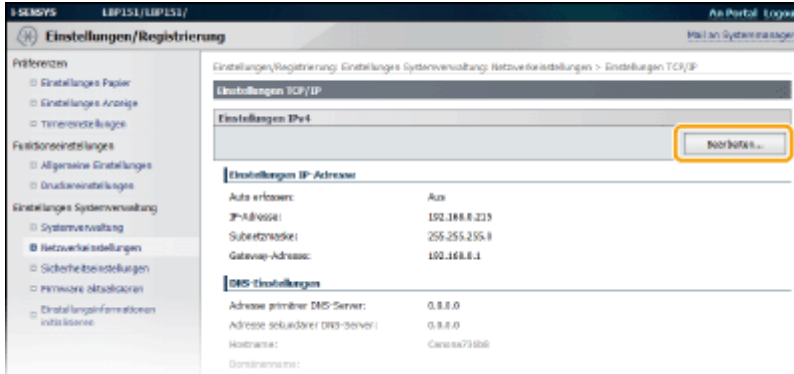 i-SENSYS LBP151/LBP151/ An Portal Logou
Einstellungen/Registrierung Mail an Systemmanager
Präferenzen
Einstellungen Papier
Einstellungen Anzeige
Timereinstellungen
Funktionseinstellungen
Allgemeine Einstellungen
Druckereinstellungen
Einstellungen Systemverwaltung
Systemverwaltung
Netzwerkeinstellungen
Sicherheitseinstellungen
Firmware aktualisieren
Einstellungsinformationen
initialisieren
Einstellungen/Registrierung: Einstellungen Systemverwaltung: Netzwerkeinstellungen > Einstellungen TCP/IP
Einstellungen TCP/IP
Einstellungen IPv4
Bearbeiten...
Einstellungen IP-Adresse
Auto erfassen: Aus
IP-Adresse: 192.168.0.215
Subnetzmaske: 255.255.255.0
Gateway-Adresse: 192.168.0.1
DNS-Einstellungen
Adresse primärer DNS-Server: 0.0.0.0
Adresse sekundärer DNS-Server: 0.0.0.0
Hostname: Canona736b8
Domänenname: